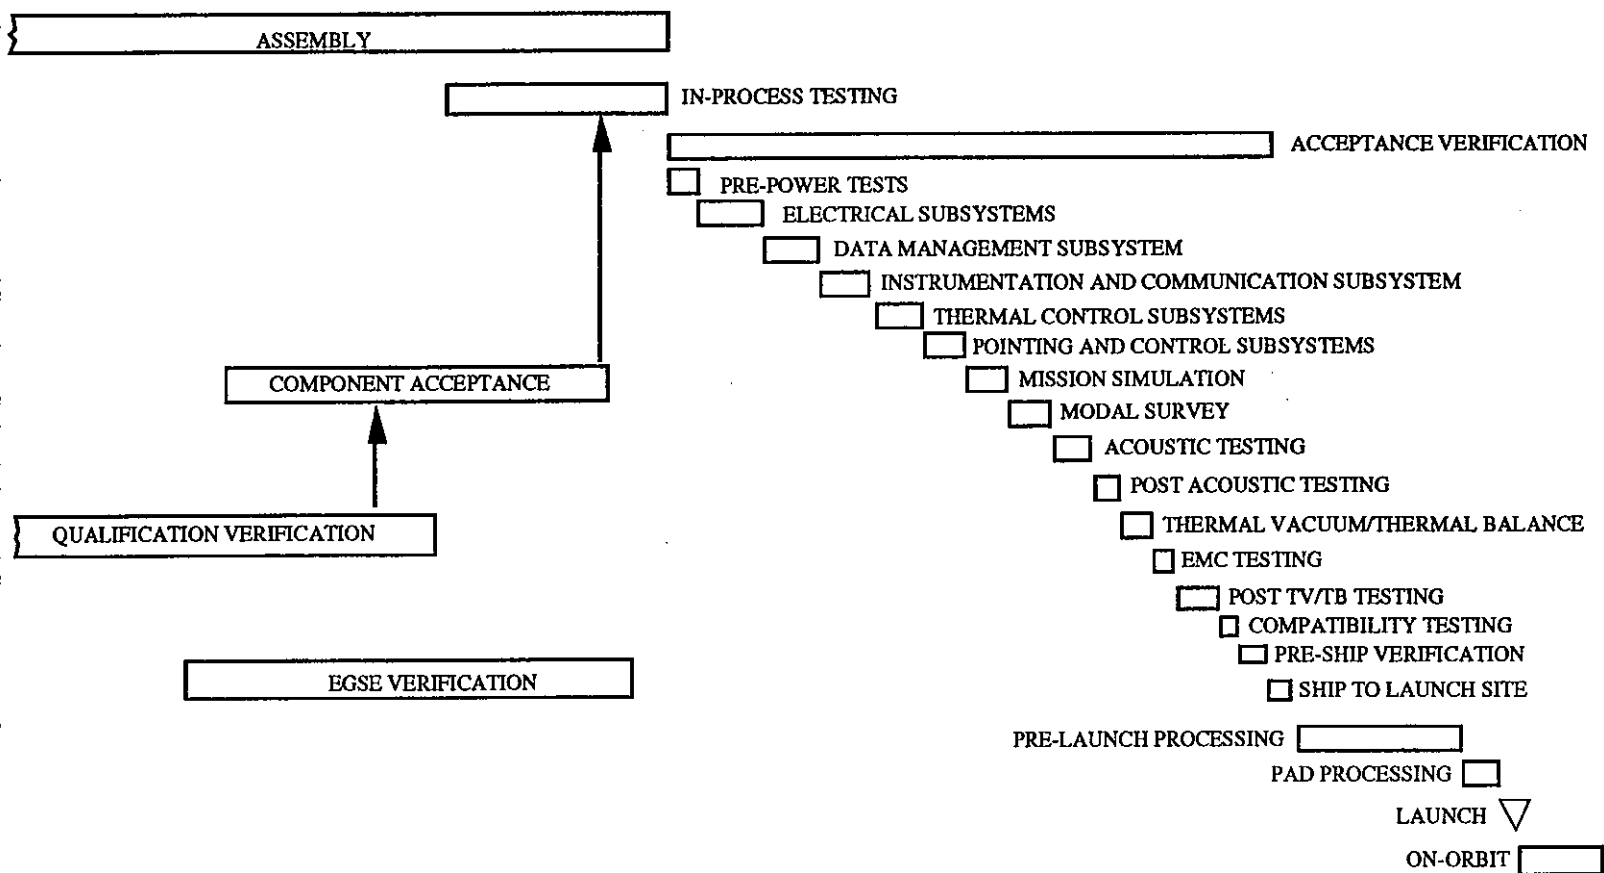 ASSEMBLY
IN-PROCESS TESTING
ACCEPTANCE VERIFICATION
PRE-POWER TESTS
ELECTRICAL SUBSYSTEMS
DATA MANAGEMENT SUBSYSTEM
INSTRUMENTATION AND COMMUNICATION SUBSYSTEM
THERMAL CONTROL SUBSYSTEMS
POINTING AND CONTROL SUBSYSTEMS
COMPONENT ACCEPTANCE
MISSION SIMULATION
MODAL SURVEY
ACOUSTIC TESTING
POST ACOUSTIC TESTING
THERMAL VACUUM/THERMAL BALANCE
QUALIFICATION VERIFICATION
EMC TESTING
POST TV/TB TESTING
COMPATIBILITY TESTING
PRE-SHIP VERIFICATION
EGSE VERIFICATION
SHIP TO LAUNCH SITE
PRE-LAUNCH PROCESSING
PAD PROCESSING
LAUNCH
ON-ORBIT